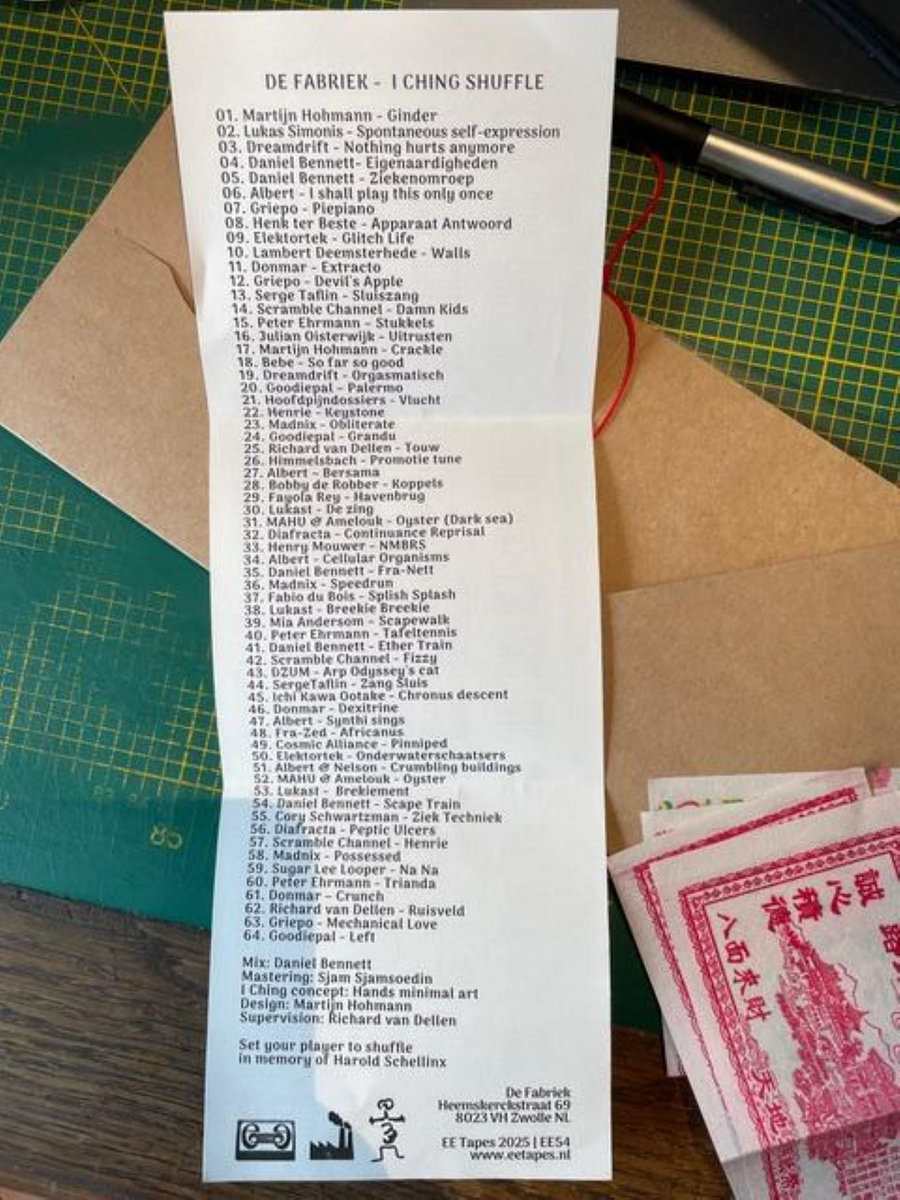 DE FABRIEK - I CHING SHUFFLE
01. Martijn Hohmann - Ginder
02. Lukas Simonis - Spontaneous self-expression
03. Dreamdrift - Nothing hurts anymore
04. Daniel Bennett- Eigenaardigheden
05. Daniel Bennett - Ziekenomroep
06. Albert - I shall play this only once
07. Griepo - Piepiano
08. Henk ter Beste - Apparaat Antwoord
09. Elektortek - Glitch Life
10. Lambert Deemsterhede - Walls
11. Donmar - Extracto
12. Griepo - Devil's Apple
13. Serge Taflin - Sluiszang
14. Scramble Channel - Damn Kids
15. Peter Ehrmann - Stukkels
16. Julian Oisterwijk - Uitrusten
17. Martijn Hohmann - Crackle
18. Bebe - So far so good
19. Dreamdrift - Orgasmatisch
20. Goodiepal - Palermo
21. Hoofdpijndossiers - Vlucht
22. Henrie - Keystone
23. Madnix - Obliterate
24. Goodiepal - Grandu
25. Richard van Dellen - Touw
26. Himmelsbach - Promotie tune
27. Albert - Bersama
28. Bobby de Robber - Koppels
29. Fayola Rey - Havenbrug
30. Lukast - De zing
31. MAHU & Amelouk - Oyster (Dark sea)
32. Diafracta - Continuance Reprisal
33. Henry Mouwer - NMBRS
34. Albert - Cellular Organisms
35. Daniel Bennett - Fra-Nett
36. Madnix - Speedrun
37. Fabio du Bois - Splish Splash
38. Lukast - Breekie Breekie
39. Mia Andersom - Scapewalk
40. Peter Ehrmann - Tafeltennis
41. Daniel Bennett - Ether Train
42. Scramble Channel - Fizzy
43. DZUM - Arp Odyssey's cat
44. SergeTaflin - Zang Sluis
45. Ichi Kawa Ootake - Chronus descent
46. Donmar - Dexitrine
47. Albert - Synthi sings
48. Fra-Zed - Africanus
49. Cosmic Alliance - Pinniped
50. Elektortek - Onderwaterschaatsers
51. Albert & Nelson - Crumbling buildings
52. MAHU & Amelouk - Oyster
53. Lukast - Brekiement
54. Daniel Bennett - Scape Train
55. Cory Schwartzman - Ziek Techniek
56. Diafracta - Peptic Ulcers
57. Scramble Channel - Henrie
58. Madnix - Possessed
59. Sugar Lee Looper - Na Na
60. Peter Ehrmann - Trianda
61. Donmar - Crunch
62. Richard van Dellen - Ruisveld
63. Griepo - Mechanical Love
64. Goodiepal - Left
Mix: Daniel Bennett
Mastering: Sjam Sjamsoedin
I Ching concept: Hands minimal art
Design: Martijn Hohmann
Supervision: Richard van Dellen
Set your player to shuffle
in memory of Harold Schellinx
De Fabriek
Heemskerckstraat 69
8023 VH Zwolle NL
EE Tapes 2025 | EE54
www.eetapes.nl
誠心積德
八面來財
天地